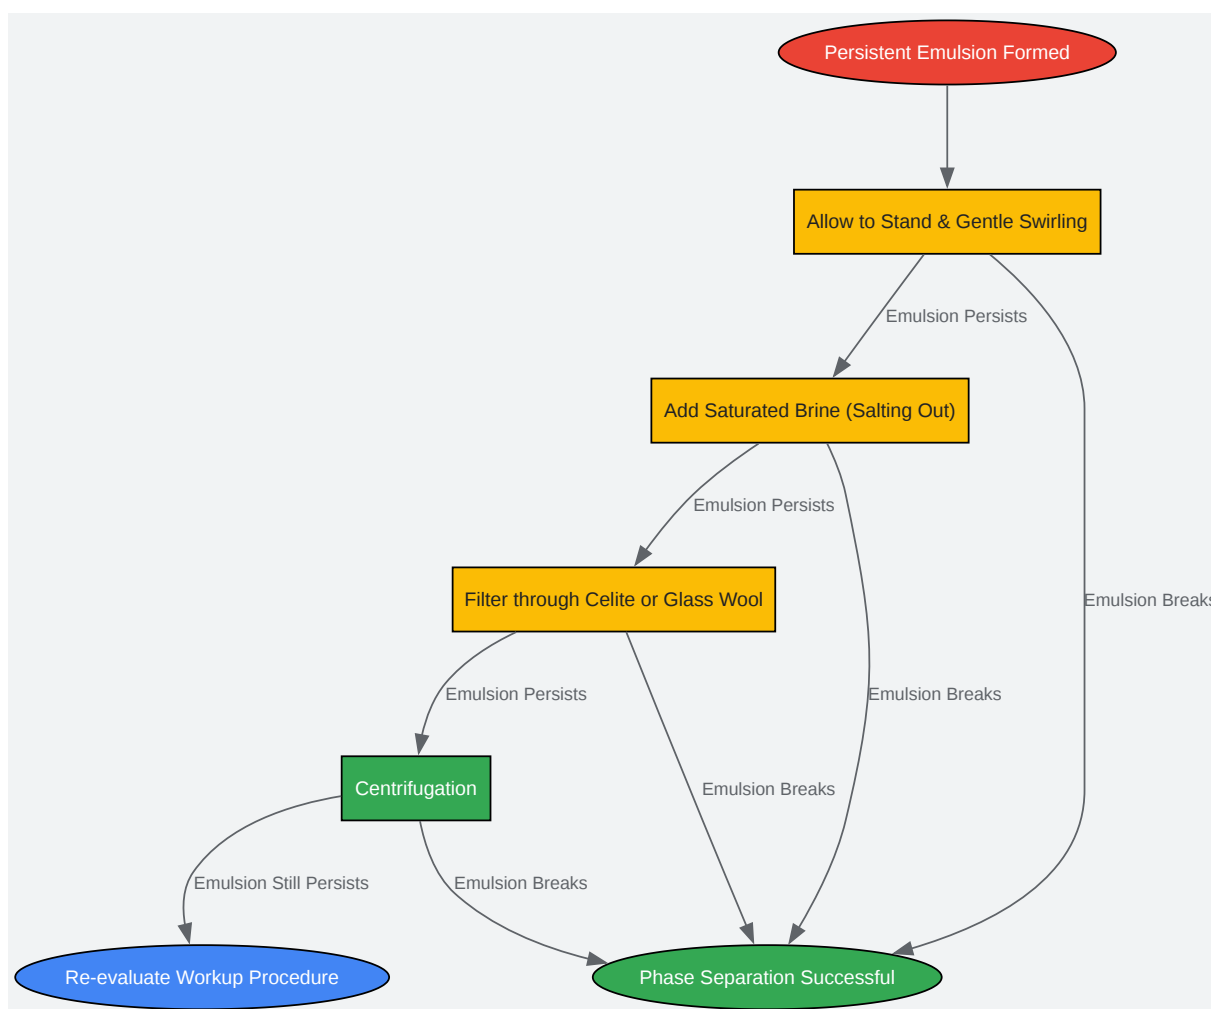 Persistent Emulsion Formed
Allow to Stand & Gentle Swirling
Emulsion Persists
Add Saturated Brine (Salting Out)
Emulsion Persists
Filter through Celite or Glass Wool
Emulsion Breaks
Emulsion Persists
Emulsion Breaks
Centrifugation
Emulsion Breaks
Emulsion Still Persists
Emulsion Breaks
Re-evaluate Workup Procedure
Phase Separation Successful